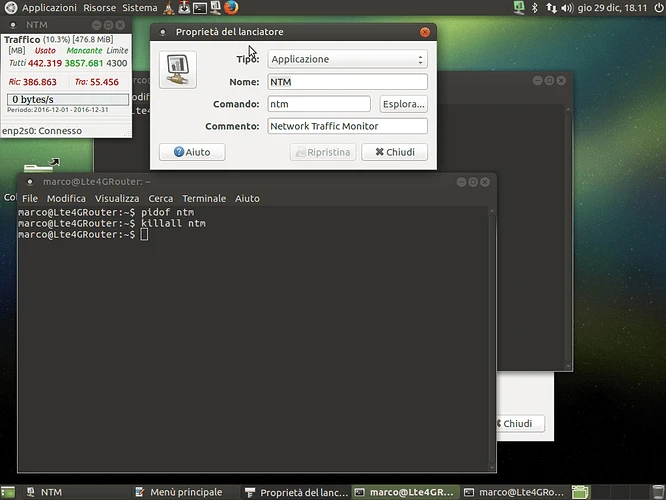 Applicazioni Risorse Sistema
gio 29 dic, 18.11
NTM
Traffico (10.3%) [476.8 MiB]
[MB] Usato Mancante Limite
Tutti 442.319 3857.681 4300
Ric: 386.863 Tra: 55.456
0 bytes/s
Periodo: 2016-12-01 - 2016-12-31
enp2s0: Connesso
Proprietà del lanciatore
Tipo: Applicazione
Nome: NTM
Comando: ntm Esplora...
Commento: Network Traffic Monitor
Aiuto Ripristina Chiudi
marco@Lte4GRouter: ~
File Modifica Visualizza Cerca Terminale Aiuto
marco@Lte4GRouter:~$ pidof ntm
marco@Lte4GRouter:~$ killall ntm
marco@Lte4GRouter:~$
Chiudi
NTM Menù principale Proprietà del lanc... marco@Lte4GR... marco@Lte4GRo...